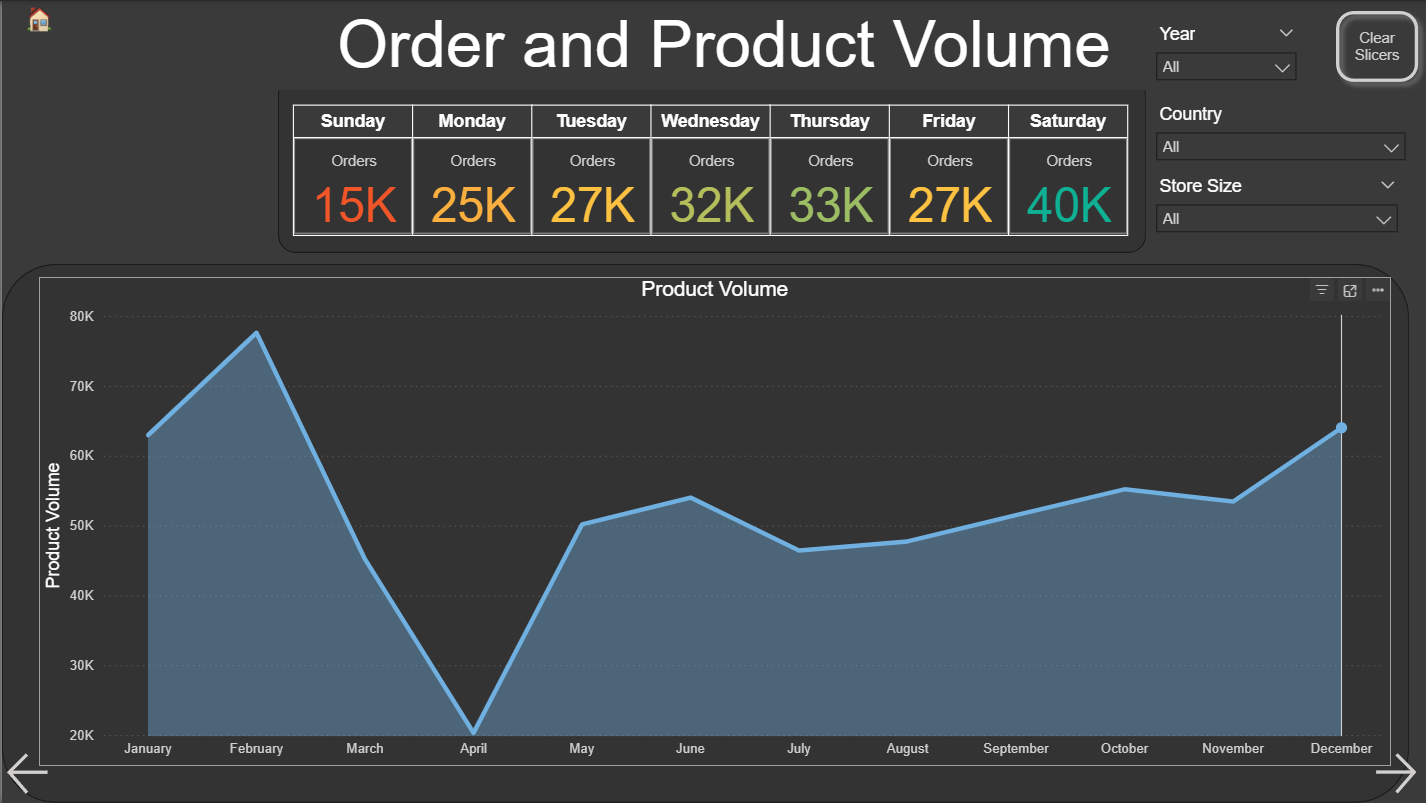 Order and Product Volume
Year
All
Clear
Slicers
Country
All
Store Size
All
Sunday Monday Tuesday Wednesday Thursday Friday Saturday
Orders Orders Orders Orders Orders Orders Orders
15K 25K 27K 32K 33K 27K 40K
Product Volume
Product Volume
80K
70K
60K
50K
40K
30K
20K
January February March April May June July August September October November December